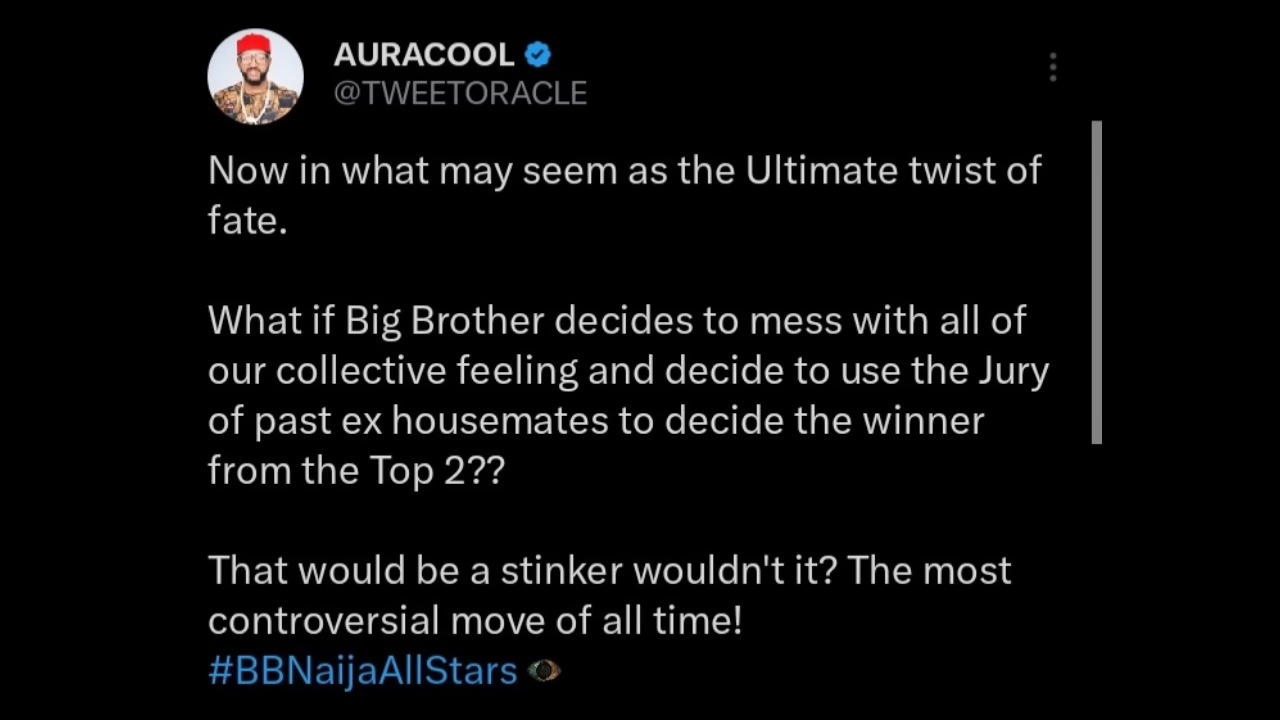 AURACOOL
@TWEETORACLE
Now in what may seem as the Ultimate twist of
fate.
What if Big Brother decides to mess with all of
our collective feeling and decide to use the Jury
of past ex housemates to decide the winner
from the Top 2??
That would be a stinker wouldn't it? The most
controversial move of all time!
#BBNaijaAllStars